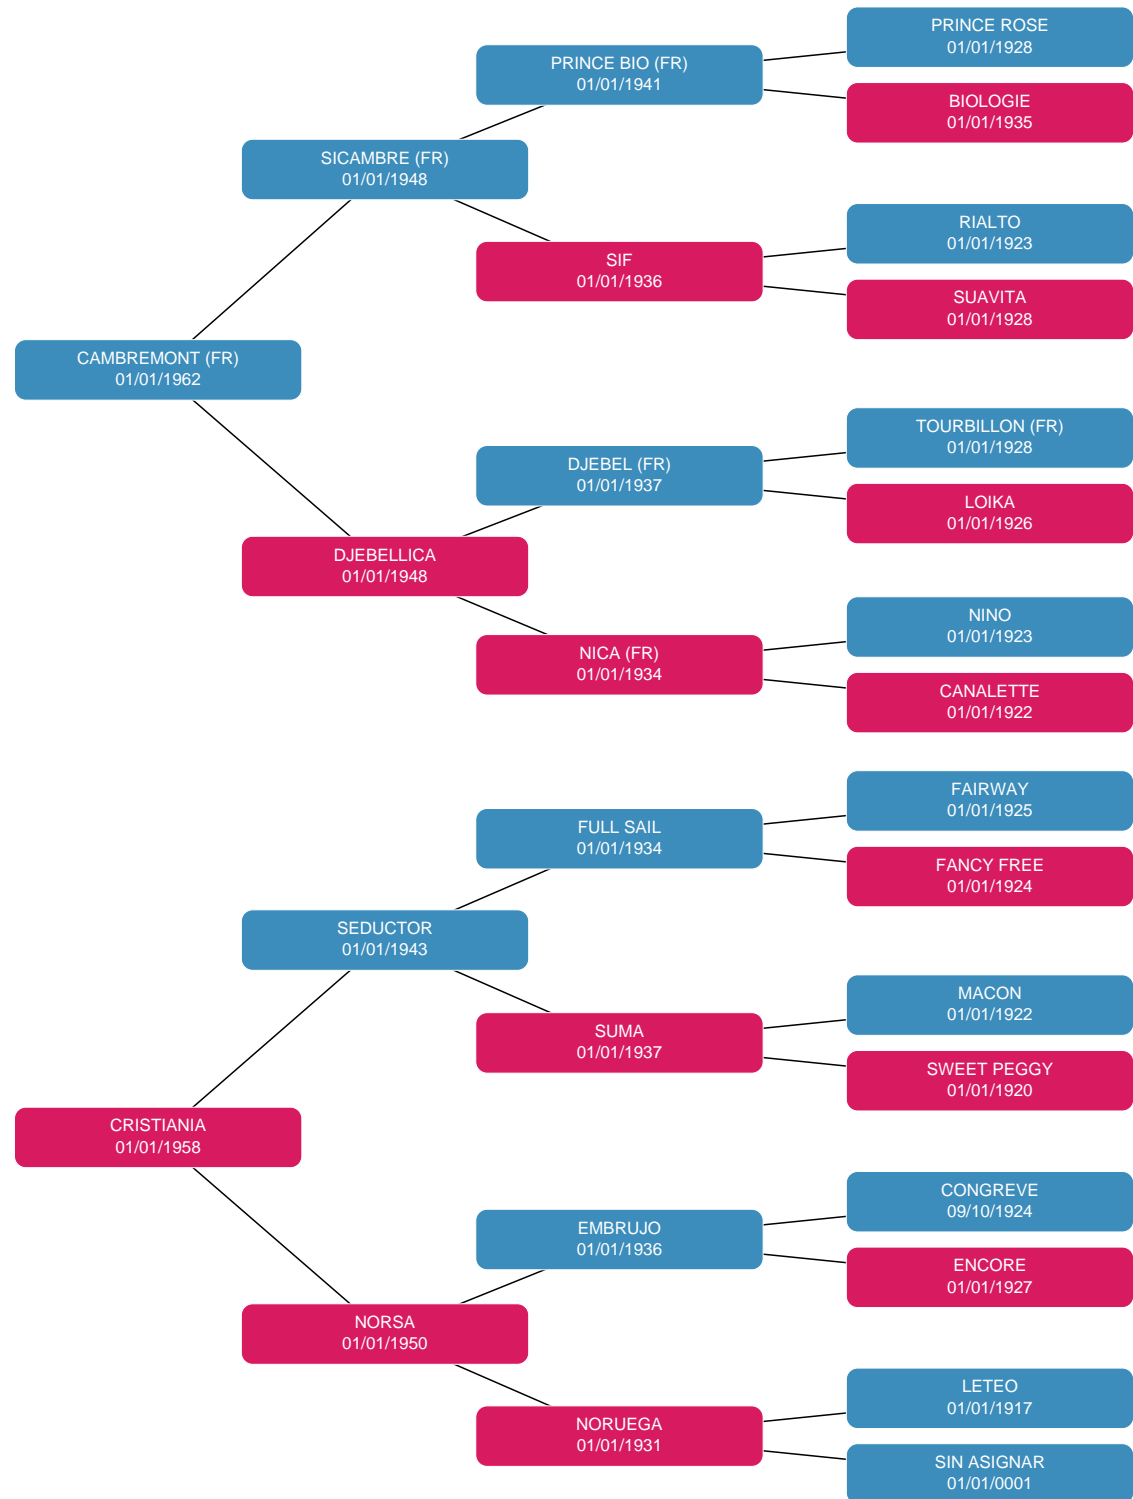 PRINCE ROSE
01/01/1928
PRINCE BIO (FR)
01/01/1941
BIOLOGIE
01/01/1935
SICAMBRE (FR)
01/01/1948
RIALTO
01/01/1923
SIF
01/01/1936
SUAVITA
01/01/1928
CAMBREMONT (FR)
01/01/1962
TOURBILLON (FR)
01/01/1928
DJEBEL (FR)
01/01/1937
LOIKA
01/01/1926
DJEBELLICA
01/01/1948
NINO
01/01/1923
NICA (FR)
01/01/1934
CANALETTE
01/01/1922
FAIRWAY
01/01/1925
FULL SAIL
01/01/1934
FANCY FREE
01/01/1924
SEDUCTOR
01/01/1943
MACON
01/01/1922
SUMA
01/01/1937
SWEET PEGGY
01/01/1920
CRISTIANIA
01/01/1958
CONGREVE
09/10/1924
EMBRUJO
01/01/1936
ENCORE
01/01/1927
NORSA
01/01/1950
LETEO
01/01/1917
NORUEGA
01/01/1931
SIN ASIGNAR
01/01/0001